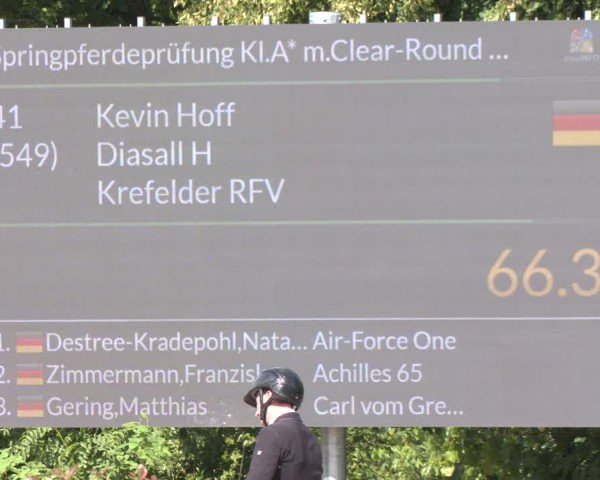 Springpferdeprüfung Kl.A* m.Clear-Round ...
41 Kevin Hoff
(549) Diasall H
Krefelder RFV
66.3
1. Destree-Kradepohl,Nata... Air-Force One
2. Zimmermann,Franzisk Achilles 65
3. Gering,Matthias Carl vom Gre...